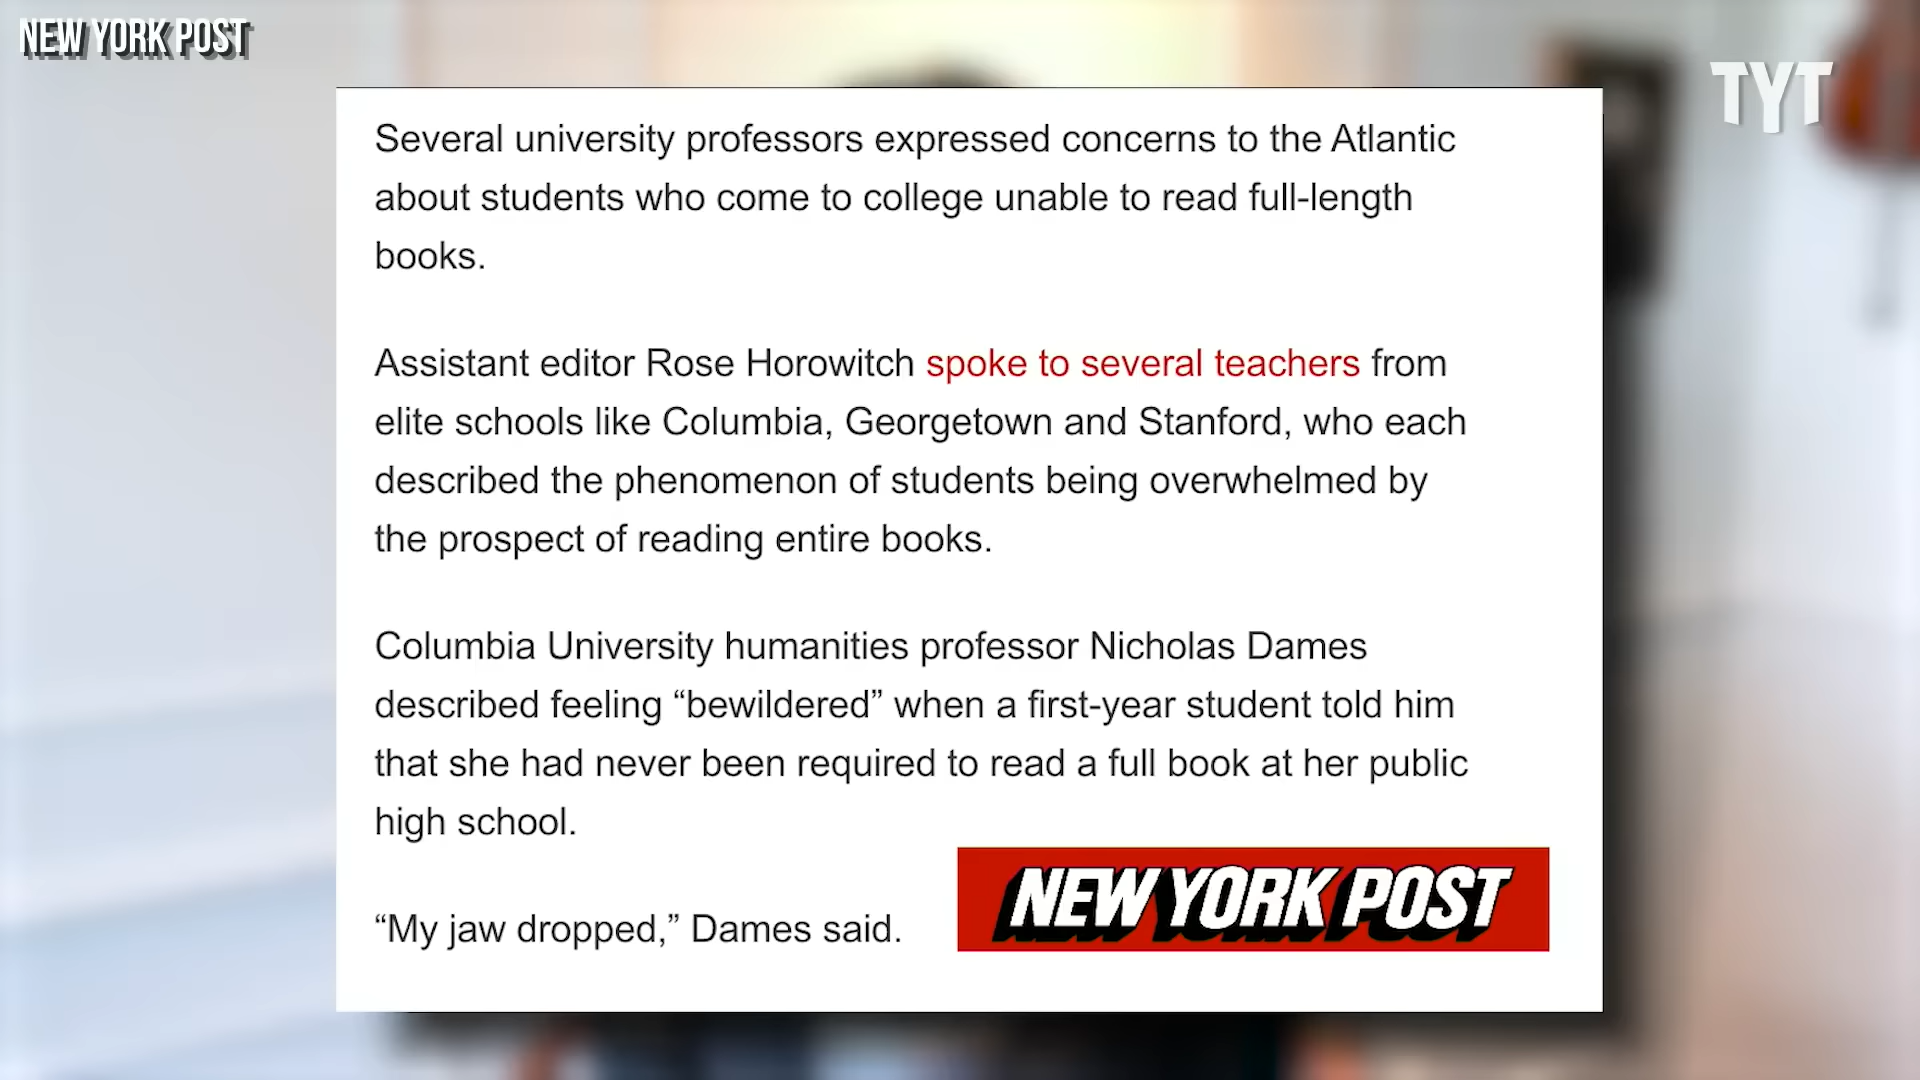 NEW YORK POST
TYT
Several university professors expressed concerns to the Atlantic
about students who come to college unable to read full-length
books.
Assistant editor Rose Horowitch spoke to several teachers from
elite schools like Columbia, Georgetown and Stanford, who each
described the phenomenon of students being overwhelmed by
the prospect of reading entire books.
Columbia University humanities professor Nicholas Dames
described feeling “bewildered” when a first-year student told him
that she had never been required to read a full book at her public
high school.
“My jaw dropped,” Dames said.
NEW YORK POST